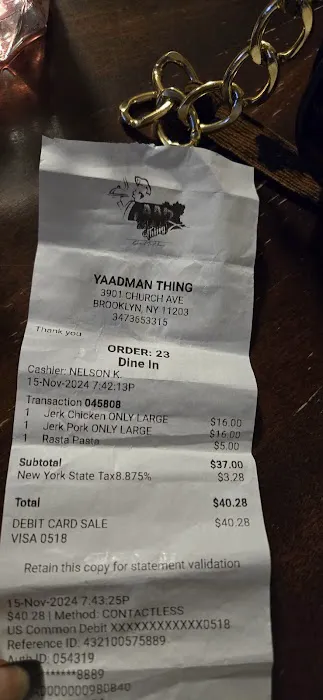 YAADMAN THING
3901 CHURCH AVE
BROOKLYN, NY 11203
3473653315
Thank you
ORDER: 23
Dine In
Cashier: NELSON K.
15-Nov-2024 7:42:13P
Transaction 045808
1 Jerk Chicken ONLY LARGE $16.00
1 Jerk Pork ONLY LARGE $16.00
1 Rasta Pasta $5.00
Subtotal $37.00
New York State Tax8.875% $3.28
Total $40.28
DEBIT CARD SALE $40.28
VISA 0518
Retain this copy for statement validation
15-Nov-2024 7:43:25P
$40.28 | Method: CONTACTLESS
US Common Debit XXXXXXXXXXXX0518
Reference ID: 432100575889
Auth ID: 054319
*******8889